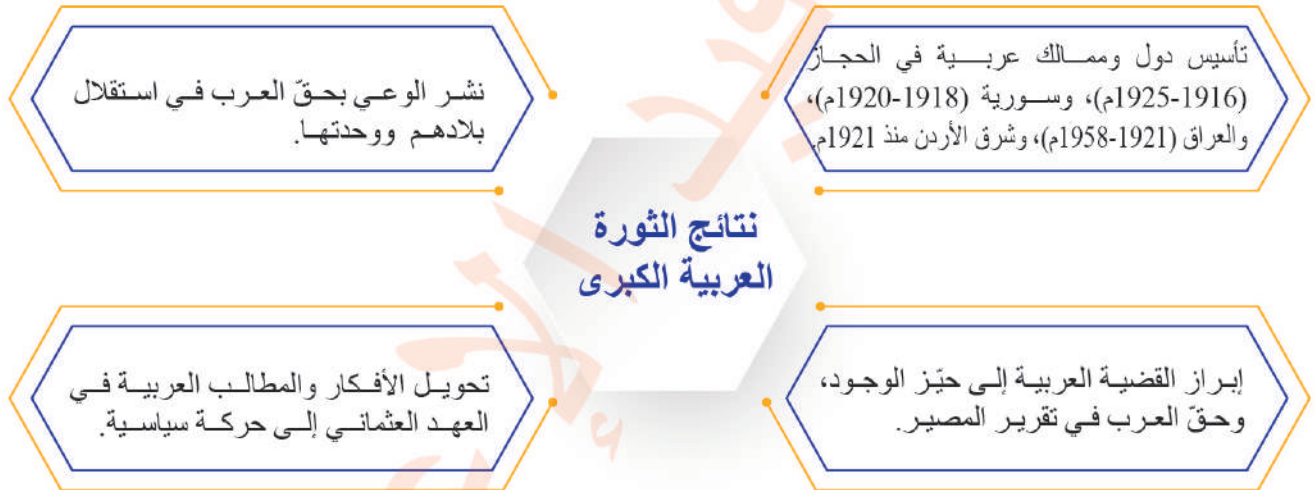 تأسيس دول وممالك عربية في الحجاز
(1916-1925م)، وسورية (1918-1920م)،
والعراق (1921-1958م)، وشرق الأردن منذ 1921م.
نشر الوعي بحقّ العرب في استقلال
بلادهم ووحدتها.
نتائج الثورة
العربية الكبرى
إبراز القضية العربية إلى حيّز الوجود،
وحقّ العرب في تقرير المصير.
تحويل الأفكار والمطالب العربية في
العهد العثماني إلى حركة سياسية.